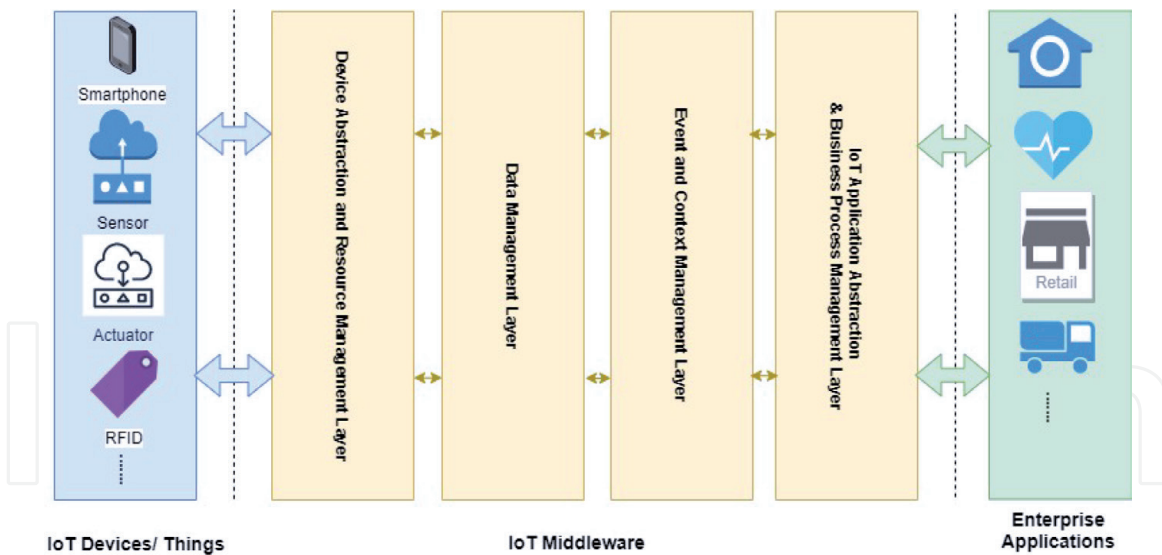 Smartphone
Sensor
Actuator
RFID
Device Abstraction and Resource Management Layer
Data Management Layer
Event and Context Management Layer
IoT Application Abstraction
& Business Process Management Layer
Retail
IoT Devices/ Things
IoT Middleware
Enterprise
Applications